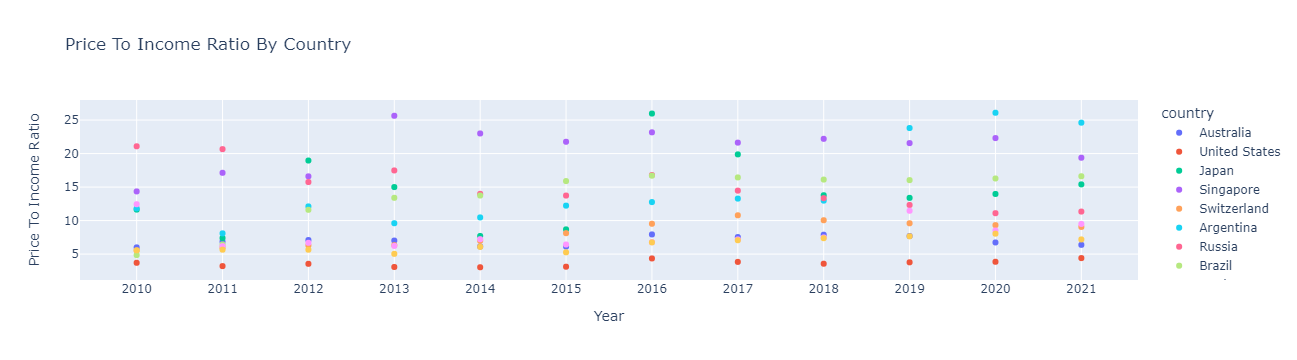 Price To Income Ratio By Country
Price To Income Ratio
25
20
15
10
5
2010 2011 2012 2013 2014 2015 2016 2017 2018 2019 2020 2021
Year
country
Australia
United States
Japan
Singapore
Switzerland
Argentina
Russia
Brazil